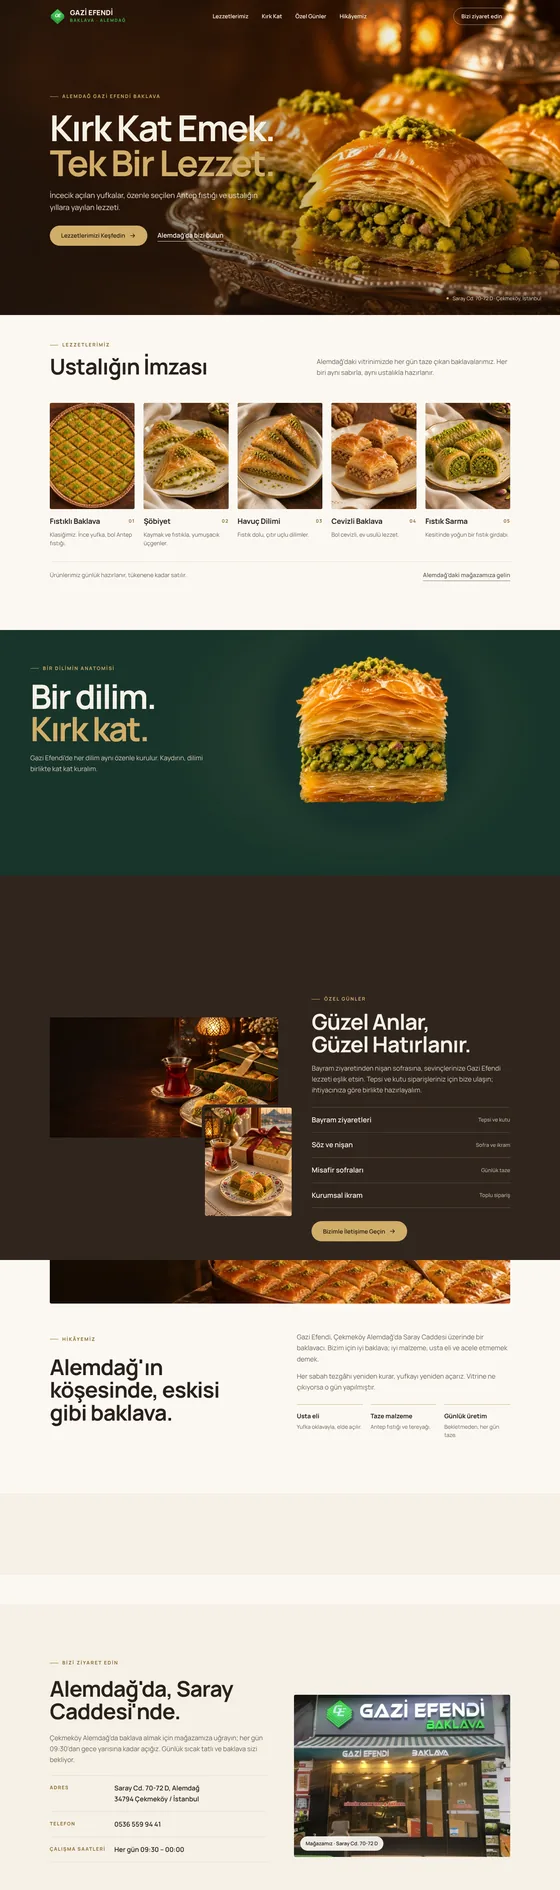 GAZİ EFENDİ
BAKLAVA · ALEMDAĞ
Lezzetlerimiz
Kırk Kat
Özel Günler
Hikâyemiz
Bizi ziyaret edin
ALEMDAĞ GAZİ EFENDİ BAKLAVA
Kırk Kat Emek.
Tek Bir Lezzet.
İncecik açılan yufkalar, özenle seçilen Antep fıstığı ve ustalığın
yıllara yayılan lezzeti.
Lezzetlerimizi Keşfedin →
Alemdağ'da bizi bulun
Saray Cd. 70-72 D · Çekmeköy, İstanbul
LEZZETLERİMİZ
Ustalığın İmzası
Alemdağ'daki vitrinimizde her gün taze çıkan baklavalarımız. Her
biri aynı sabırla, aynı ustalıkla hazırlanır.
Fıstıklı Baklava 01
Klasiğimiz. İnce yufka, bol Antep
fıstığı.
Şöbiyet 02
Kaymak ve fıstıkla, yumuşacık
üçgenler.
Havuç Dilimi 03
Fıstık dolu, çıtır uçlu dilimler.
Cevizli Baklava 04
Bol cevizli, ev usulü lezzet.
Fıstık Sarma 05
Kesitinde yoğun bir fıstık girdabı.
Ürünlerimiz günlük hazırlanır, tükenene kadar satılır.
Alemdağ'daki mağazamıza gelin
BİR DİLİMİN ANATOMİSİ
Bir dilim.
Kırk kat.
Gazi Efendi'de her dilim aynı özenle kurulur. Kaydırın, dilimi
birlikte kat kat kuralım.
ÖZEL GÜNLER
Güzel Anlar,
Güzel Hatırlanır.
Bayram ziyaretinden nişan sofrasına, sevinçlerinize Gazi Efendi
lezzeti eşlik etsin. Tepsi ve kutu siparişleriniz için bize ulaşın;
ihtiyacınıza göre birlikte hazırlayalım.
Bayram ziyaretleri Tepsi ve kutu
Söz ve nişan Sofra ve ikram
Misafir sofraları Günlük taze
Kurumsal ikram Toplu sipariş
Bizimle İletişime Geçin →
HİKÂYEMİZ
Alemdağ'ın
köşesinde, eskisi
gibi baklava.
Gazi Efendi, Çekmeköy Alemdağ'da Saray Caddesi üzerinde bir
baklavacı. Bizim için iyi baklava; iyi malzeme, usta eli ve acele etmemek
demek.
Her sabah tezgâhı yeniden kurar, yufkayı yeniden açarız. Vitrine ne
çıkıyorsa o gün yapılmıştır.
Usta eli
Yufka oklavayla, elde açılır.
Taze malzeme
Antep fıstığı ve tereyağı.
Günlük üretim
Bekletmeden, her gün
taze.
BİZİ ZİYARET EDİN
Alemdağ'da, Saray
Caddesi'nde.
Çekmeköy Alemdağ'da baklava almak için mağazamıza uğrayın; her gün
09:30'dan gece yarısına kadar açığız. Günlük sıcak tatlı ve baklava sizi
bekliyor.
ADRES
Saray Cd. 70-72 D, Alemdağ
34794 Çekmeköy / İstanbul
TELEFON
0536 559 94 41
ÇALIŞMA SAATLERİ
Her gün 09:30 – 00:00
GAZİ EFENDİ
BAKLAVA
GAZİ EFENDİ BAKLAVA
Mağazamız · Saray Cd. 70-72 D